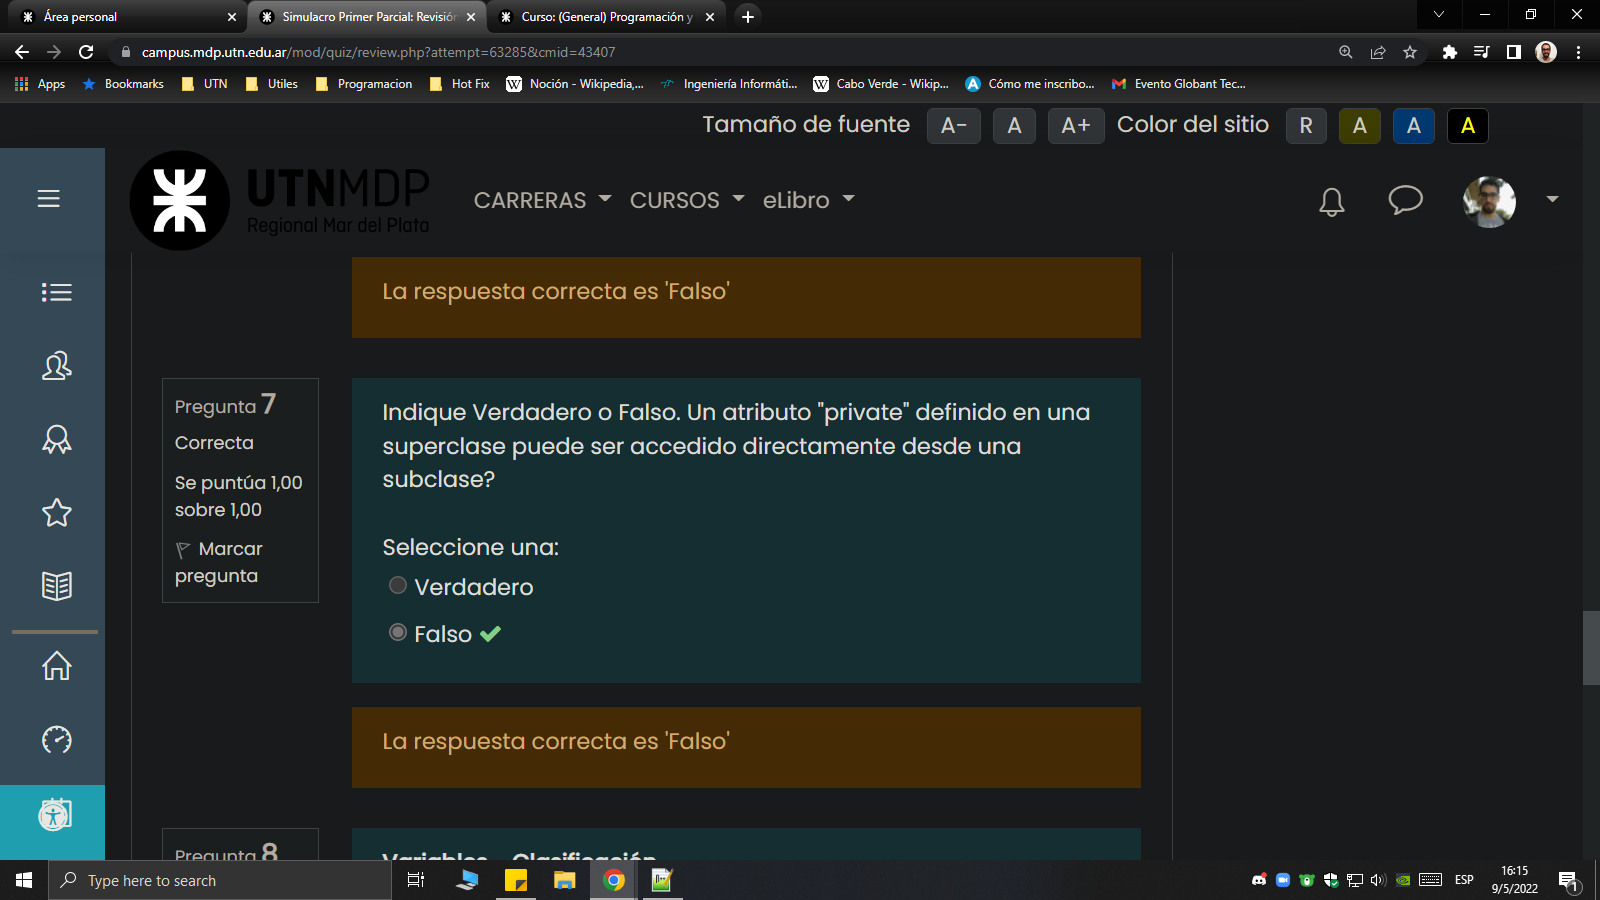 Área personal
Simulacro Primer Parcial: Revisión
Curso: (General) Programación y
campus.mdp.utn.edu.ar/mod/quiz/review.php?attempt=63285&cmid=43407
Apps
Bookmarks
UTN
Utiles
Programacion
Hot Fix
Noción - Wikipedia,...
Ingeniería Informáti...
Cabo Verde - Wikip...
Cómo me inscribo...
Evento Globant Tec...
Tamaño de fuente A- A A+ Color del sitio R A A A
UTNMDP
Regional Mar del Plata
CARRERAS CURSOS eLibro
La respuesta correcta es 'Falso'
Pregunta 7
Correcta
Se puntúa 1,00
sobre 1,00
Marcar
pregunta
Indique Verdadero o Falso. Un atributo "private" definido en una
superclase puede ser accedido directamente desde una
subclase?
Seleccione una:
Verdadero
Falso
La respuesta correcta es 'Falso'
Pregunta 8
Variables - Clasificación
Type here to search
ESP
16:15
9/5/2022
1